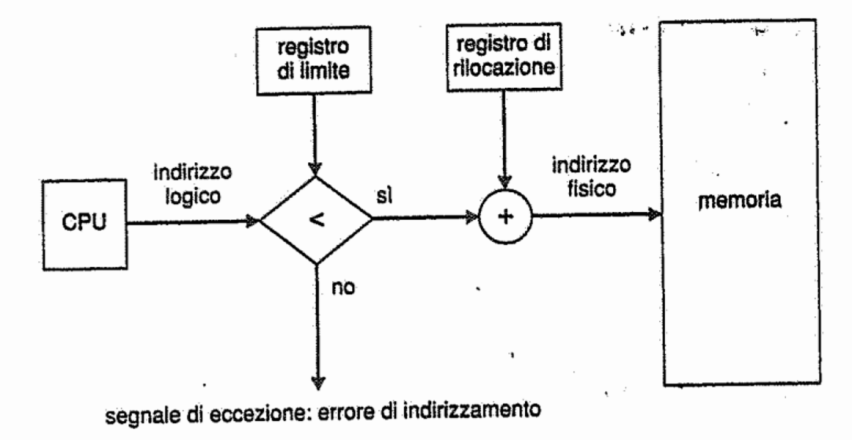 registro
di limite
registro di
rilocazione
indirizzo
logico
sì
indirizzo
fisico
CPU
<
+
memoria
no
segnale di eccezione: errore di indirizzamento